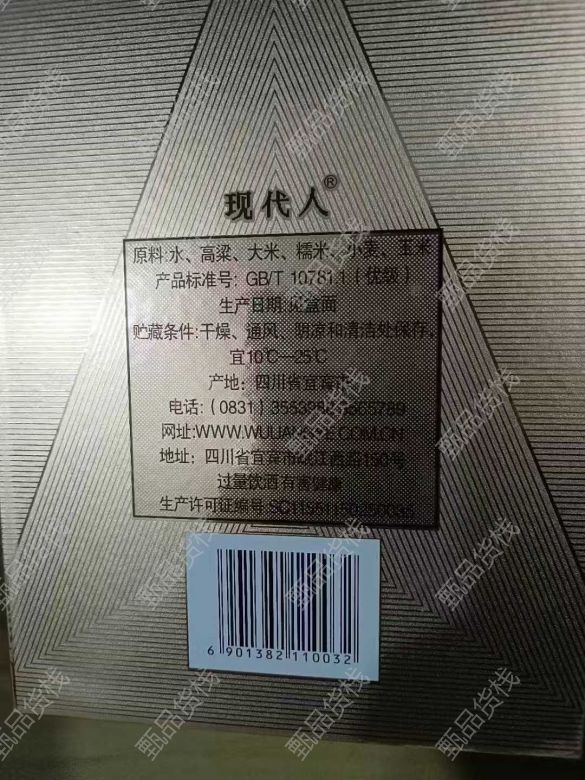 现代人®
原料:水、高粱、大米、糯米、小麦、玉米
产品标准号: GB/T 10781.1 (优级)
生产日期:见盒面
贮藏条件:干燥、通风、阴凉和清洁处保存，
宜10℃—25℃
产地: 四川省宜宾市
电话: (0831)
网址:WWW.WULIANGYE.COM.CN
地址: 四川省宜宾市岷江西路150号
过量饮酒有害健康
生产许可证编号
6 901382 110032
甄品货栈